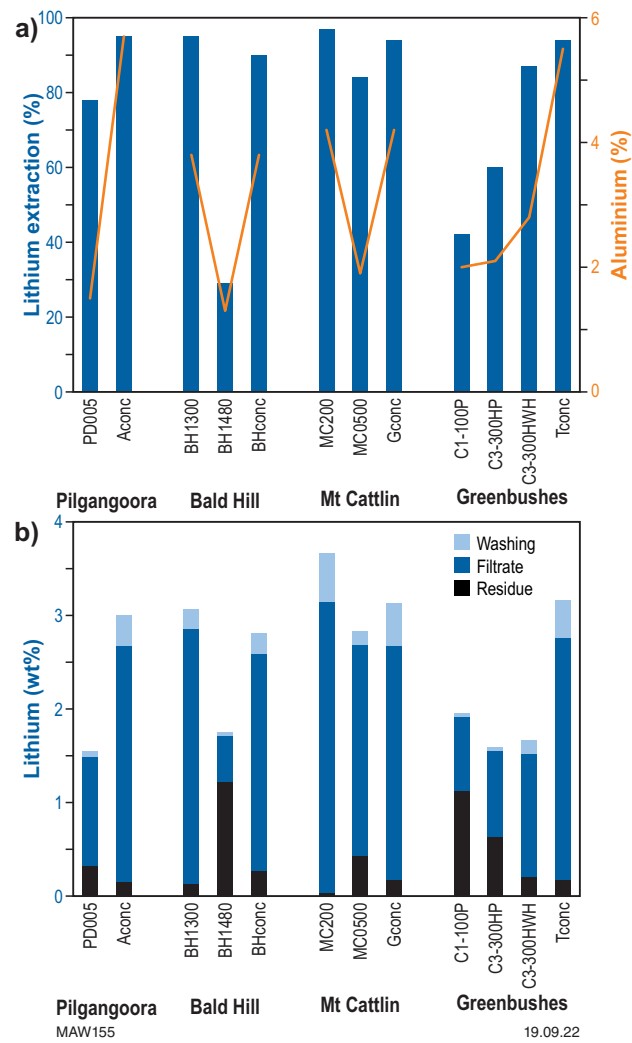 a)
Lithium extraction (%)
100
80
60
40
20
0
Aluminium (%)
6
4
2
0
PD005
Aconc
BH1300
BH1480
BHconc
MC200
MC0500
Gconc
C1-100P
C3-300HP
C3-300HWH
Tconc
Pilgangoora Bald Hill Mt Cattlin Greenbushes
b)
Lithium (wt%)
4
3
2
1
0
Washing
Filtrate
Residue
PD005
Aconc
BH1300
BH1480
BHconc
MC200
MC0500
Gconc
C1-100P
C3-300HP
C3-300HWH
Tconc
Pilgangoora Bald Hill Mt Cattlin Greenbushes
MAW155 19.09.22